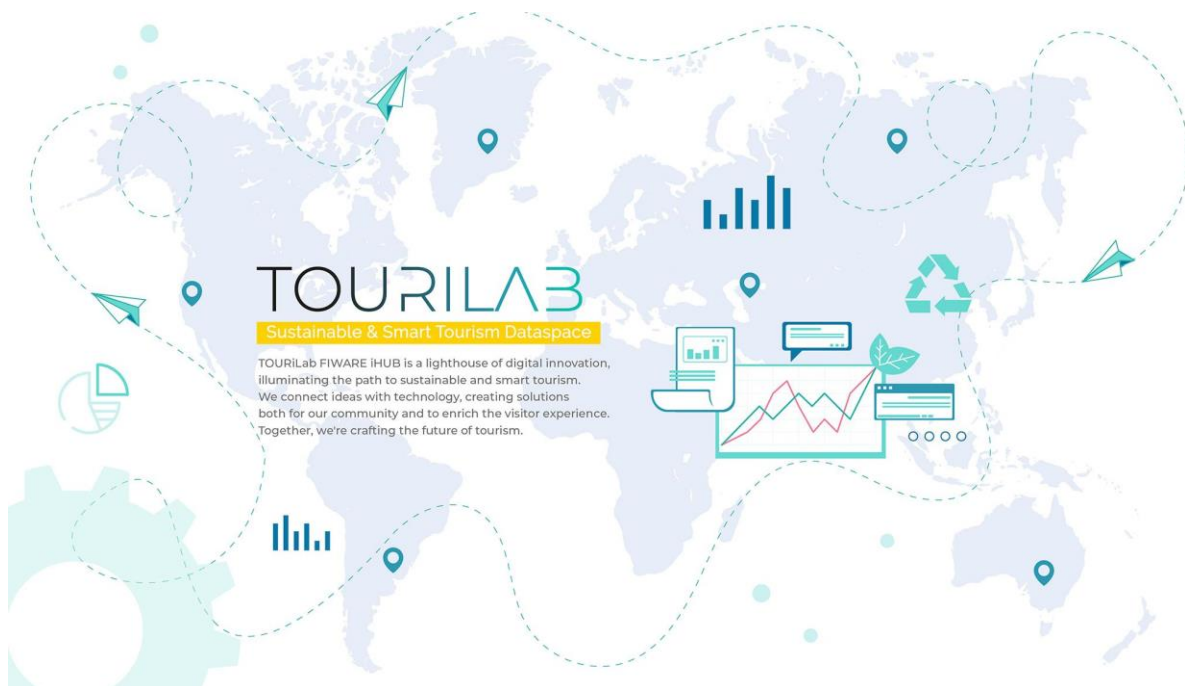 TOURILAB
Sustainable & Smart Tourism Dataspace
TOURiLab FIWARE iHUB is a lighthouse of digital innovation,
illuminating the path to sustainable and smart tourism.
We connect ideas with technology, creating solutions
both for our community and to enrich the visitor experience.
Together, we're crafting the future of tourism.